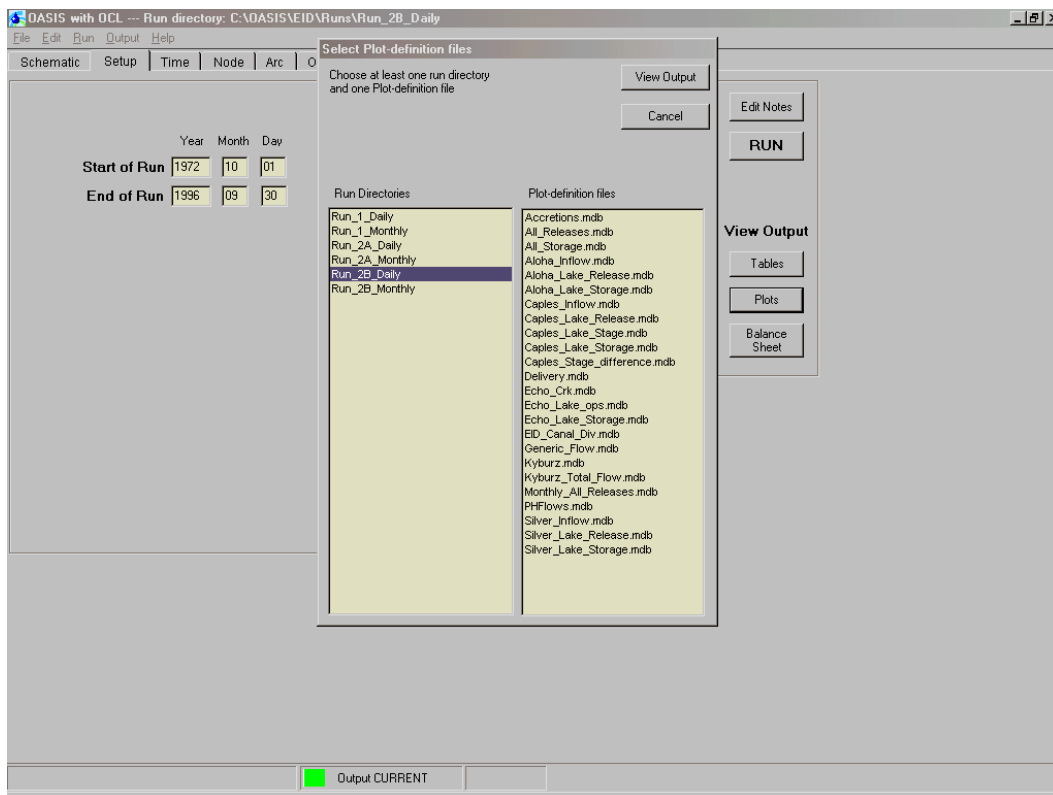 OASIS with OCL --- Run directory: C:\OASIS\EID\Runs\Run_2B_Daily
File Edit Run Output Help
Schematic Setup Time Node Arc O
Year Month Day
Start of Run 1972 10 01
End of Run 1996 09 30
Select Plot-definition files
Choose at least one run directory
and one Plot-definition file
View Output
Cancel
Run Directories
Run_1_Daily
Run_1_Monthly
Run_2A_Daily
Run_2A_Monthly
Run_2B_Daily
Run_2B_Monthly
Plot-definition files
Accretions.mdb
All_Releases.mdb
All_Storage.mdb
Aloha_Inflow.mdb
Aloha_Lake_Release.mdb
Aloha_Lake_Storage.mdb
Caples_Inflow.mdb
Caples_Lake_Release.mdb
Caples_Lake_Stage.mdb
Caples_Lake_Storage.mdb
Caples_Stage_difference.mdb
Delivery.mdb
Echo_Crk.mdb
Echo_Lake_ops.mdb
Echo_Lake_Storage.mdb
EID_Canal_Div.mdb
Generic_Flow.mdb
Kyburz.mdb
Kyburz_Total_Flow.mdb
Monthly_All_Releases.mdb
PHFlows.mdb
Silver_Inflow.mdb
Silver_Lake_Release.mdb
Silver_Lake_Storage.mdb
Edit Notes
RUN
View Output
Tables
Plots
Balance
Sheet
Output CURRENT